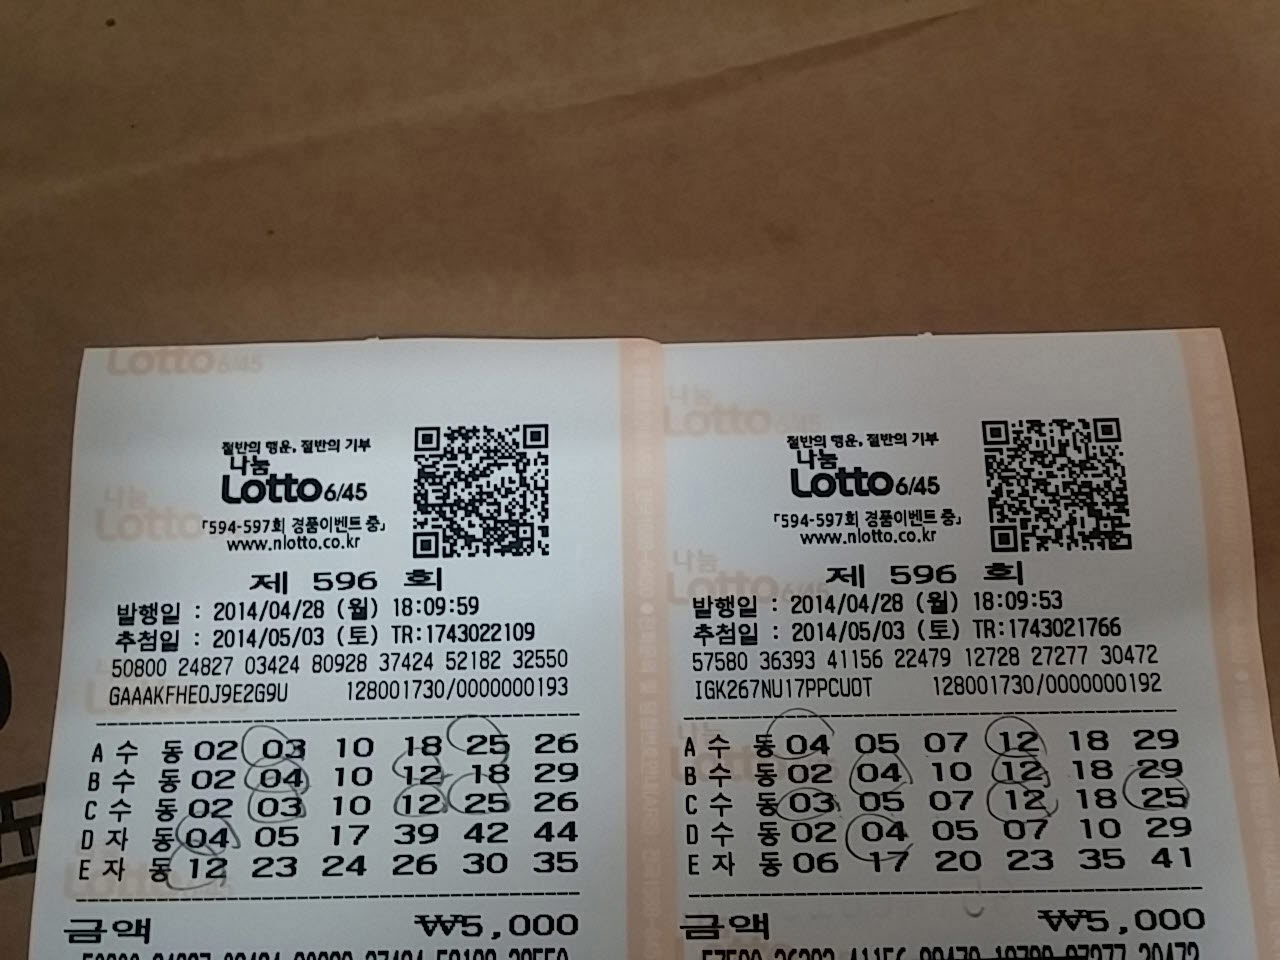 Lotto 6/45
절반의 행운, 절반의 기부
나눔
Lotto 6/45
「594-597회 경품이벤트 중」
www.nlotto.co.kr
제 596 회
발행일 : 2014/04/28 (월) 18:09:59
추첨일 : 2014/05/03 (토) TR:1743022109
50800 24827 03424 80928 37424 52182 32550
GAAAKFHEOJ9E2G9U 128001730/0000000193
A 수 동 02 03 10 18 25 26
B 수 동 02 04 10 12 18 29
C 수 동 02 03 10 12 25 26
D 자 동 04 05 17 39 42 44
E 자 동 12 23 24 26 30 35
금액 ₩5,000
나눔
Lotto 6/45
절반의 행운, 절반의 기부
나눔
Lotto 6/45
「594-597회 경품이벤트 중」
www.nlotto.co.kr
제 596 회
발행일 : 2014/04/28 (월) 18:09:53
추첨일 : 2014/05/03 (토) TR:1743021766
57580 36393 41156 22479 12728 27277 30472
IGK267NU17PPCUOT 128001730/0000000192
A 수 동 04 05 07 12 18 29
B 수 동 02 04 10 12 18 29
C 수 동 03 05 07 12 18 25
D 수 동 02 04 05 07 10 29
E 자 동 06 17 20 23 35 41
금액 ₩5,000